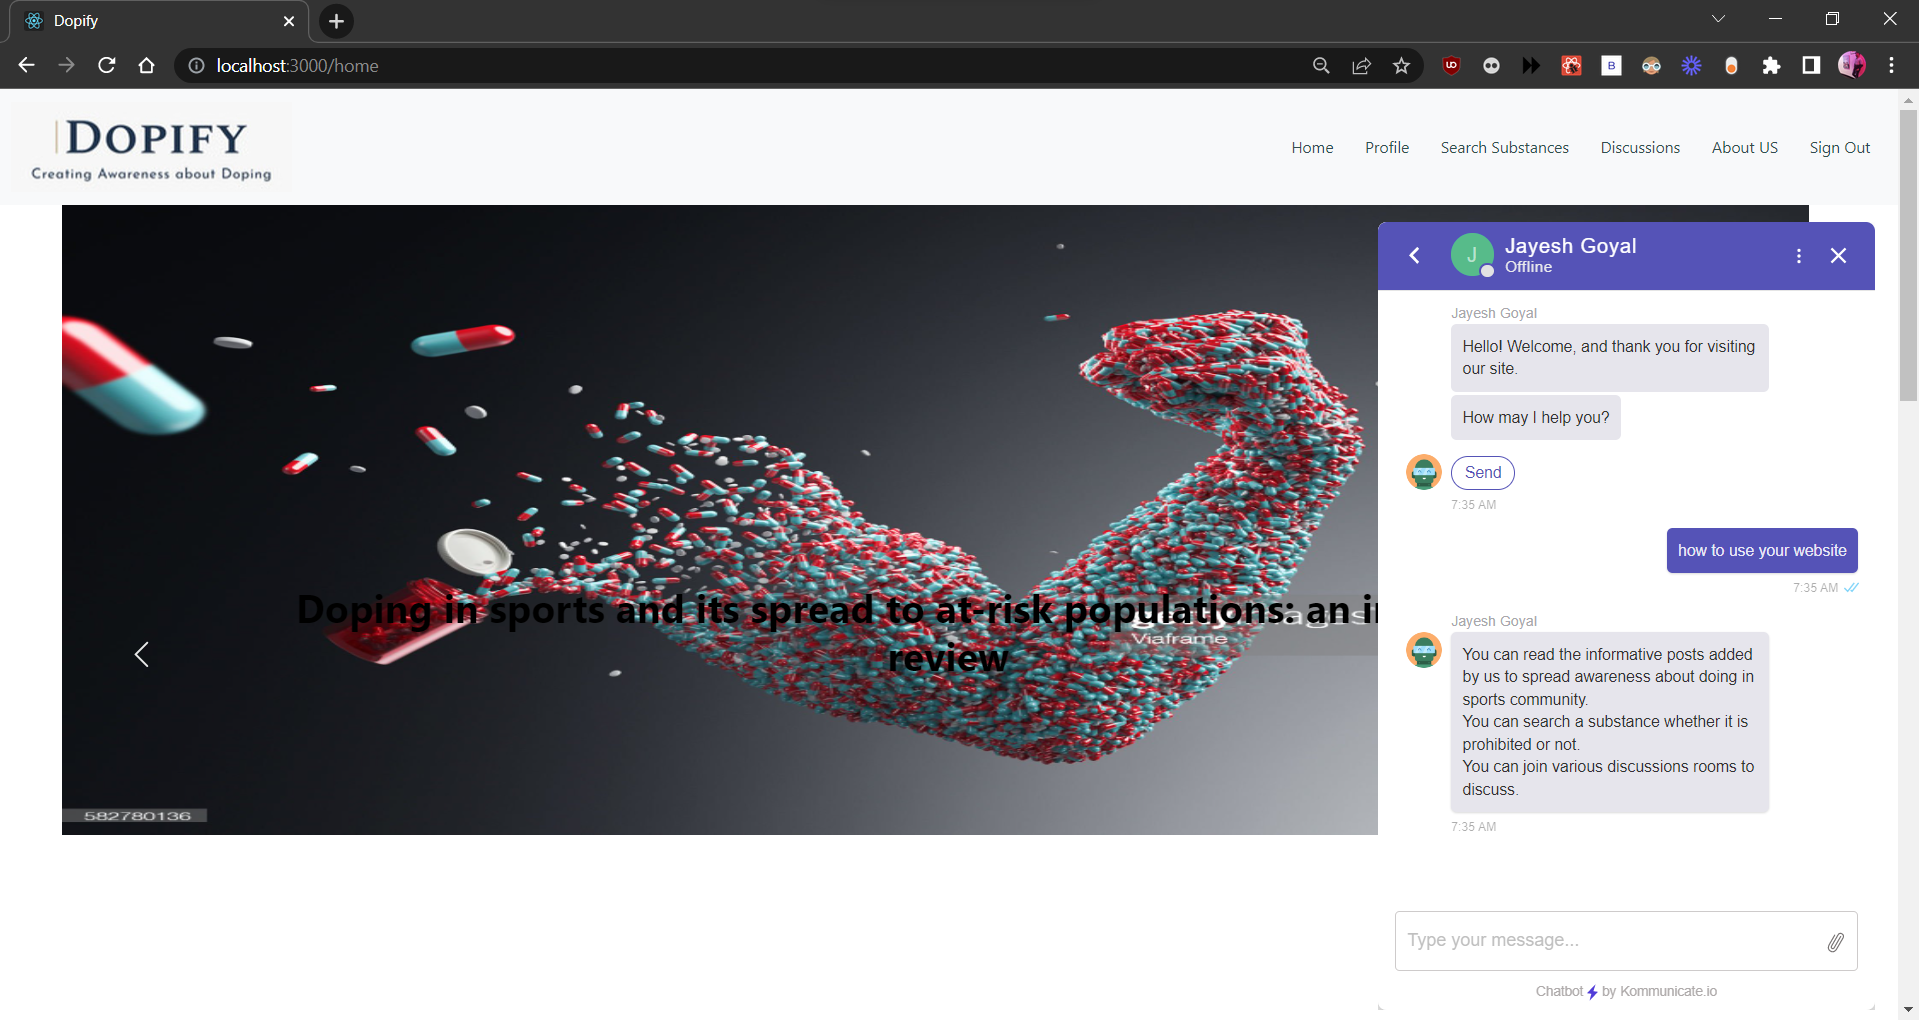 Dopify
localhost:3000/home
DOPIFY
Creating Awareness about Doping
Home Profile Search Substances Discussions About US Sign Out
J
Jayesh Goyal
Offline
Jayesh Goyal
Hello! Welcome, and thank you for visiting
our site.
How may I help you?
Send
7:35 AM
how to use your website
7:35 AM
Jayesh Goyal
You can read the informative posts added
by us to spread awareness about doing in
sports community.
You can search a substance whether it is
prohibited or not.
You can join various discussions rooms to
discuss.
7:35 AM
Type your message...
Chatbot by Kommunicate.io
Doping in sports and its spread to at-risk populations: an
review
Viaframe
582780136